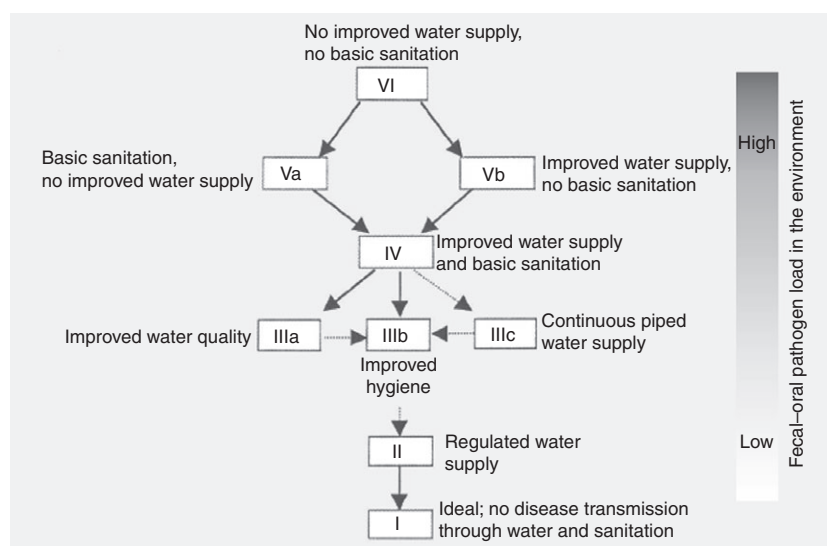 No improved water supply,
no basic sanitation
VI
High
Basic sanitation,
no improved water supply
Va
Vb
Improved water supply,
no basic sanitation
IV
Improved water supply
and basic sanitation
Improved water quality
IIIa
IIIb
IIIc
Continuous piped
water supply
Improved
hygiene
II
Regulated water
supply
Low
I
Ideal; no disease transmission
through water and sanitation
Fecal–oral pathogen load in the environment